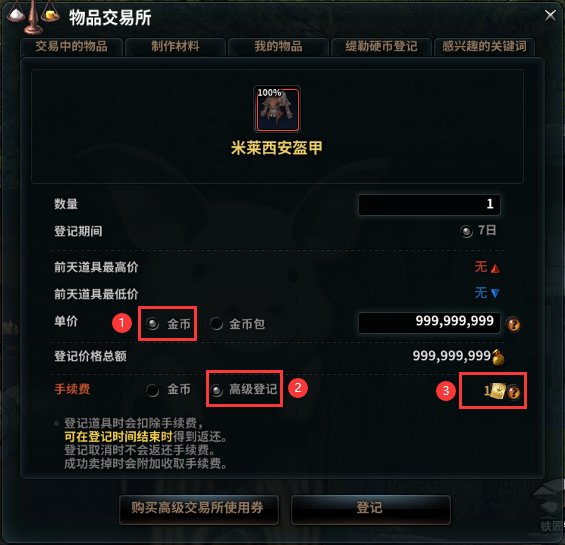 物品交易所
交易中的物品 制作材料 我的物品 缇勒硬币登记 感兴趣的关键词
100%
米莱西安盔甲
数量 1
登记期间 7日
前天道具最高价 无
前天道具最低价 无
单价 1 金币 金币包 999,999,999 ?
登记价格总额 999,999,999
手续费 金币 高级登记 2 3 1 ?
登记道具时会扣除手续费，
可在登记时间结束时得到返还。
登记取消时不会返还手续费。
成功卖掉时会附加收取手续费。
购买高级交易所使用券 登记
铁匠